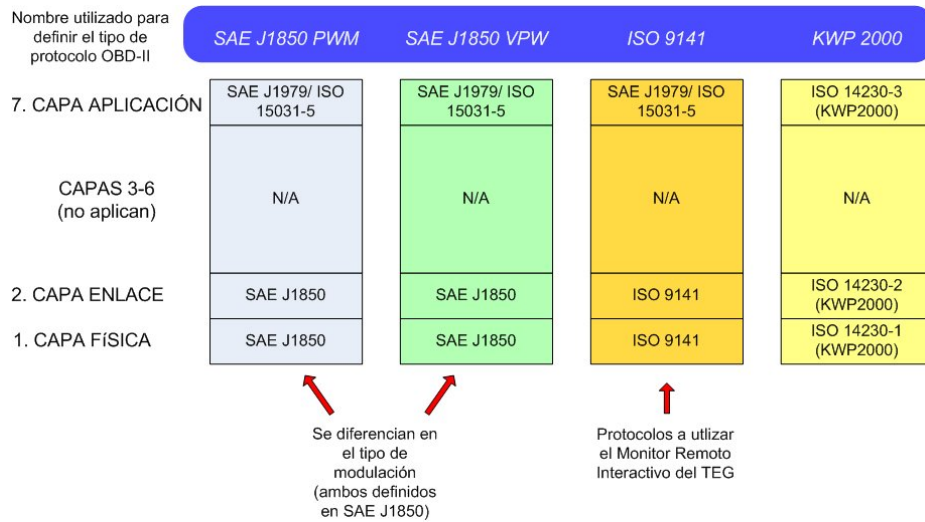 Nombre utilizado para
definir el tipo de
protocolo OBD-II
SAE J1850 PWM
SAE J1850 VPW
ISO 9141
KWP 2000
7. CAPA APLICACIÓN
SAE J1979/ ISO
15031-5
SAE J1979/ ISO
15031-5
SAE J1979/ ISO
15031-5
ISO 14230-3
(KWP2000)
CAPAS 3-6
(no aplican)
N/A
N/A
N/A
N/A
2. CAPA ENLACE
SAE J1850
SAE J1850
ISO 9141
ISO 14230-2
(KWP2000)
1. CAPA FíSICA
SAE J1850
SAE J1850
ISO 9141
ISO 14230-1
(KWP2000)
Se diferencian en
el tipo de
modulación
(ambos definidos
en SAE J1850)
Protocolos a utlizar
el Monitor Remoto
Interactivo del TEG